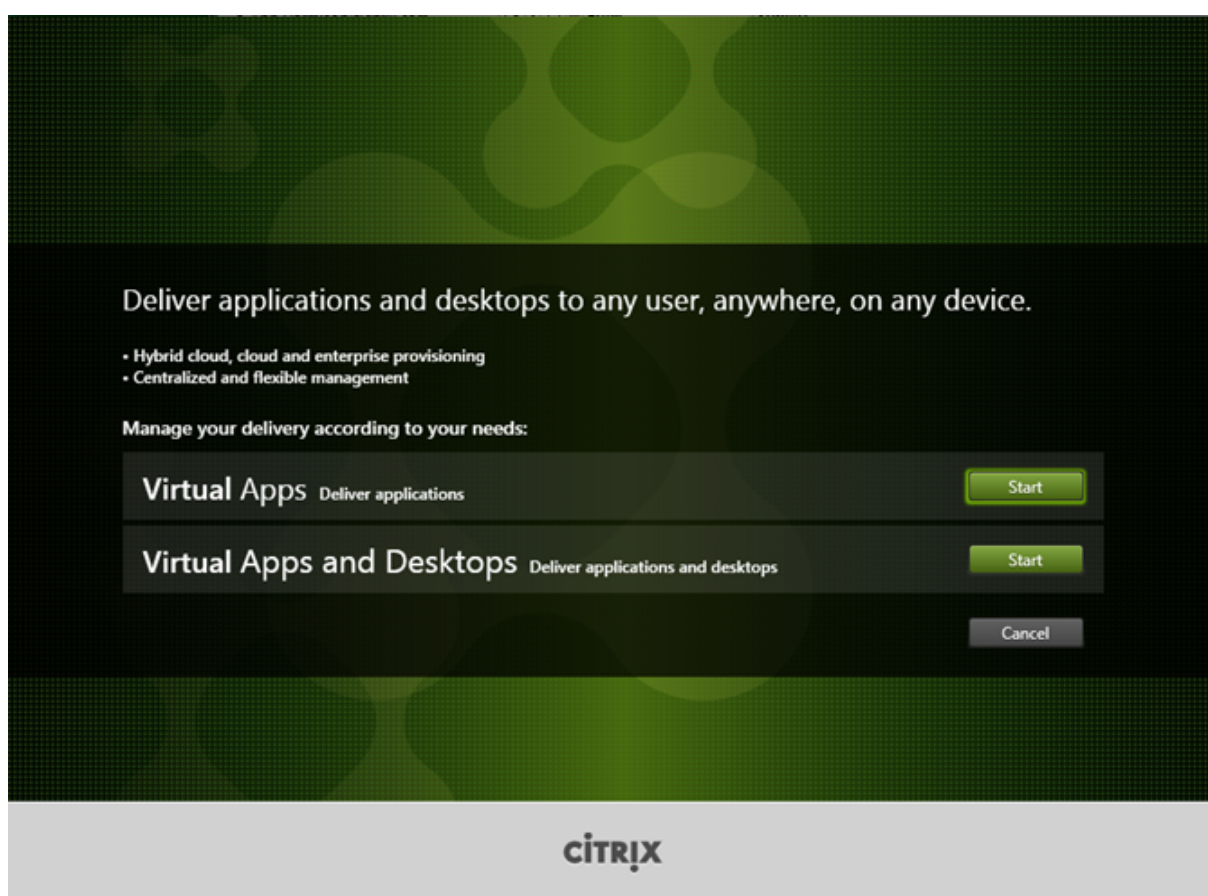 Deliver applications and desktops to any user, anywhere, on any device.
• Hybrid cloud, cloud and enterprise provisioning
• Centralized and flexible management
Manage your delivery according to your needs:
Virtual Apps Deliver applications
Start
Virtual Apps and Desktops Deliver applications and desktops
Start
Cancel
CİTRỊX